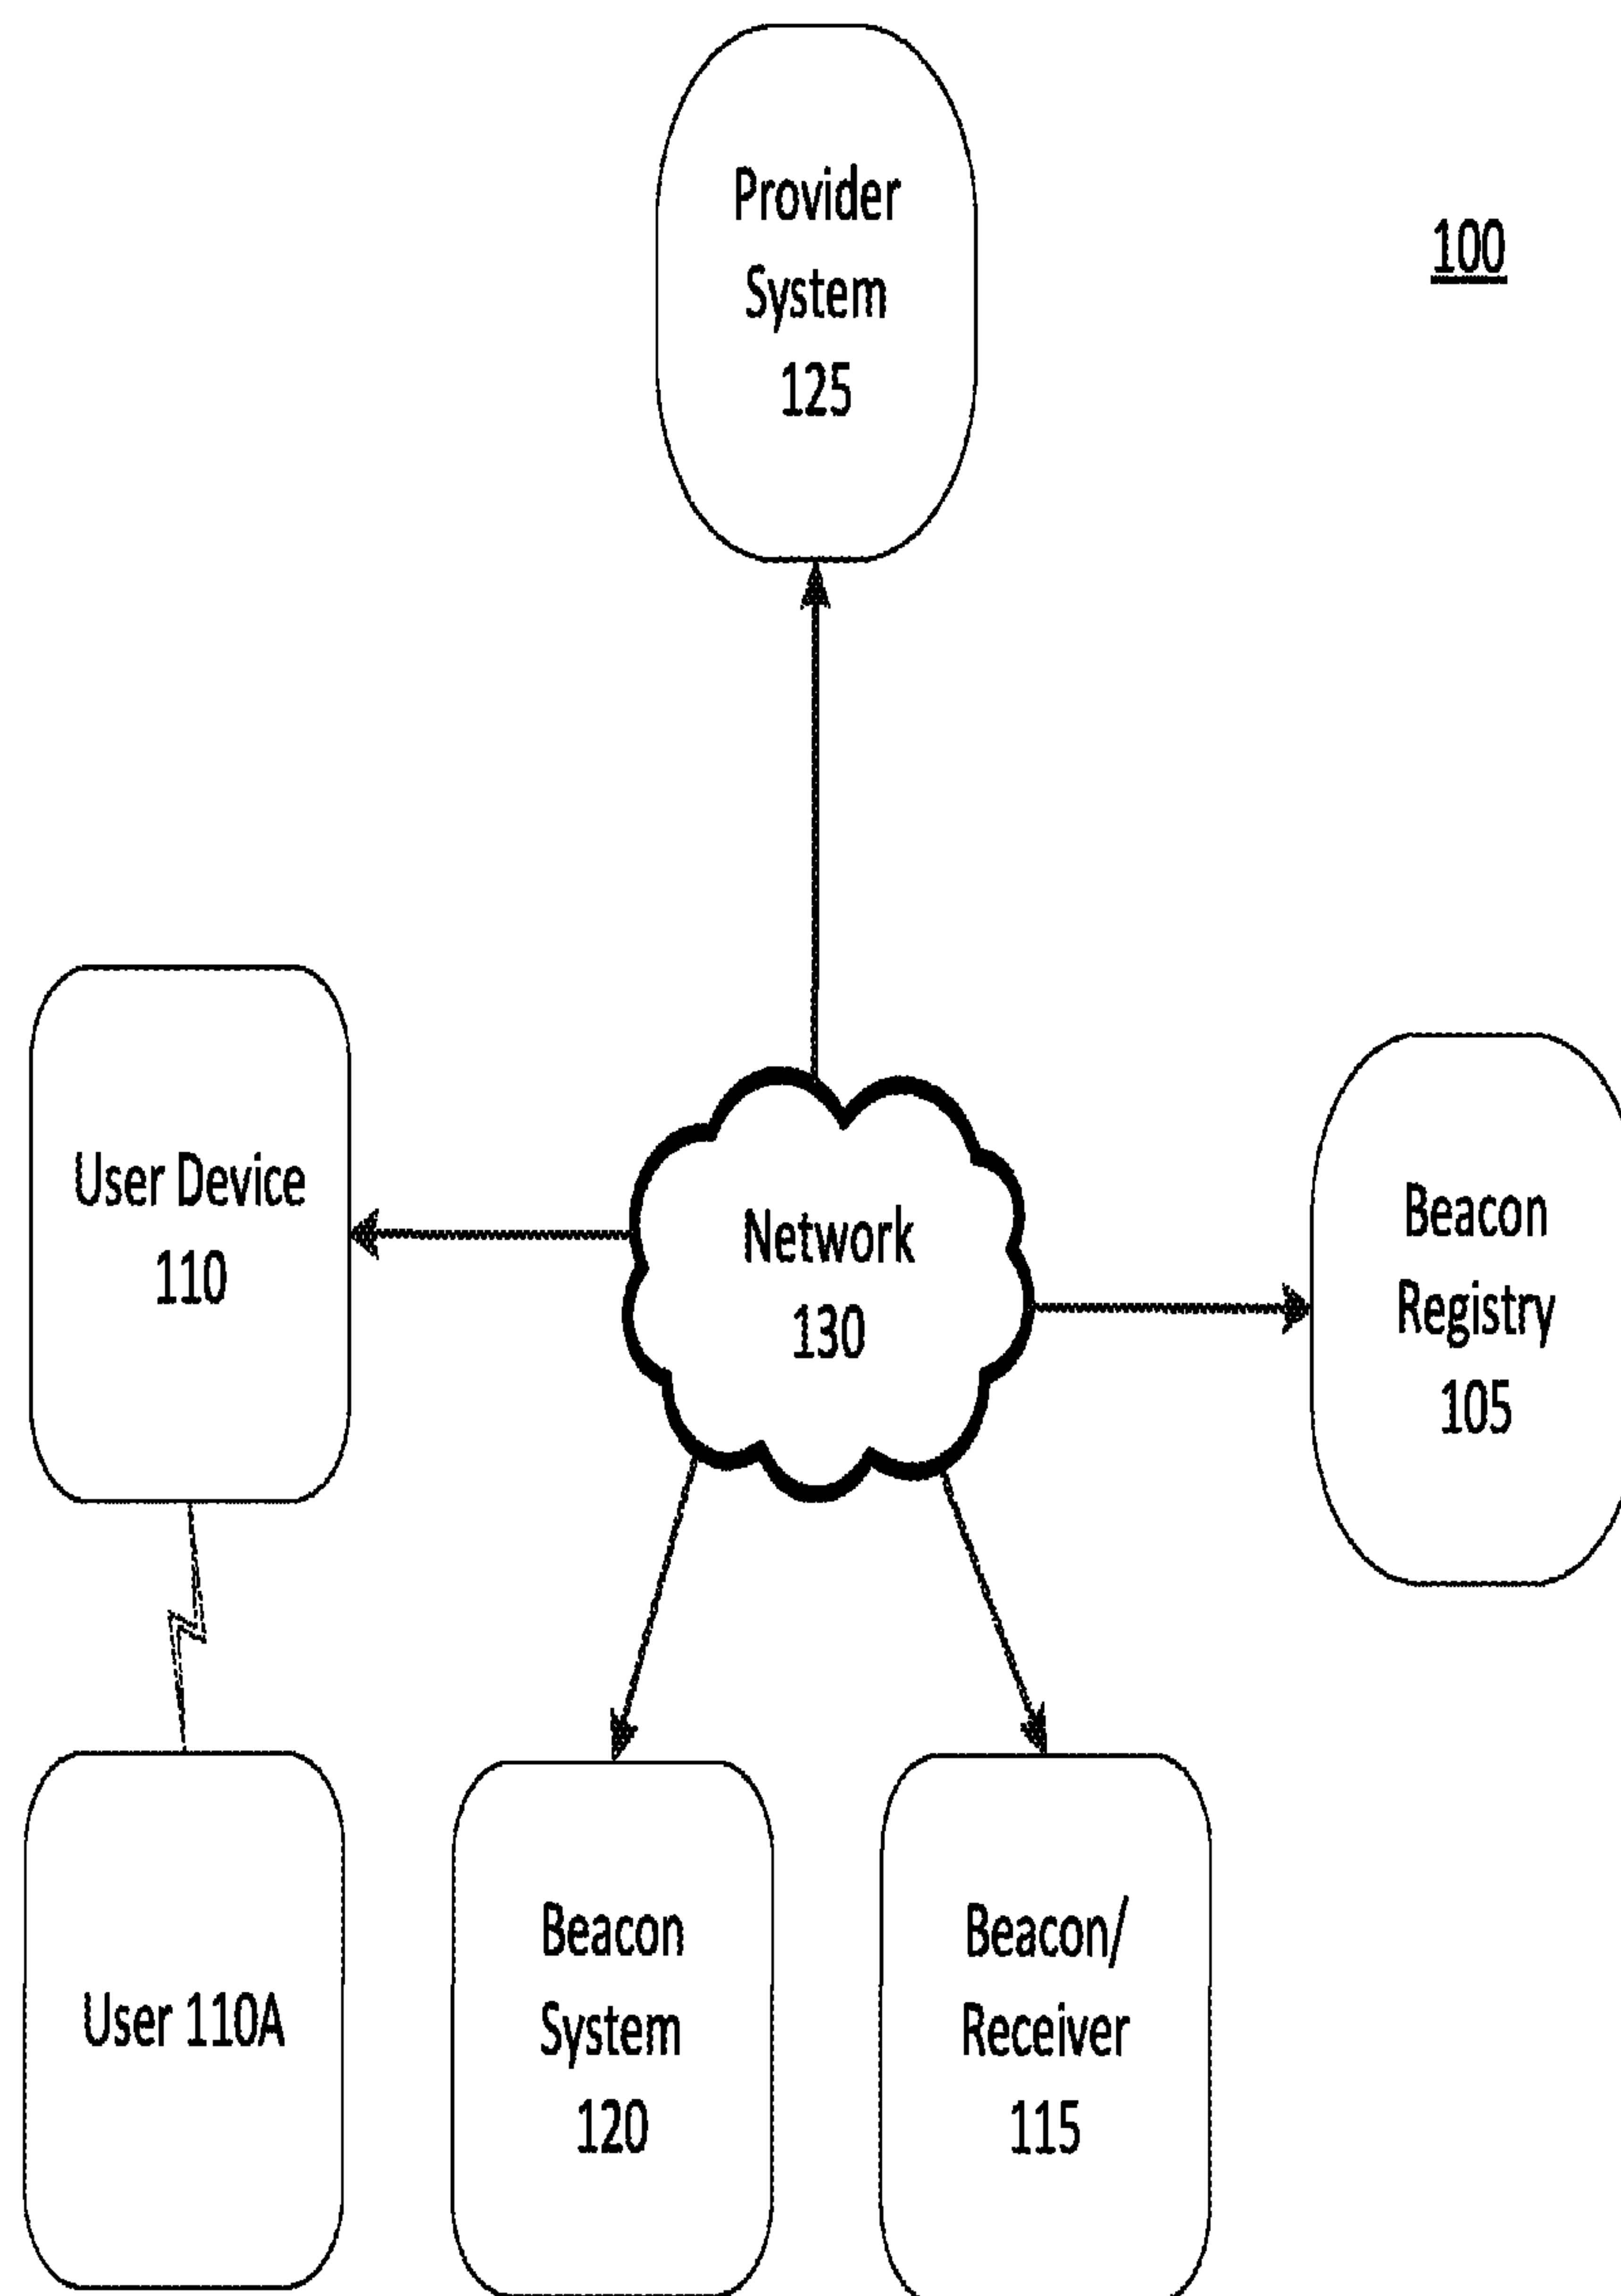 Provider
System
125
100
User Device
110
Network
130
Beacon
Registry
105
User 110A
Beacon
System
120
Beacon/
Receiver
115